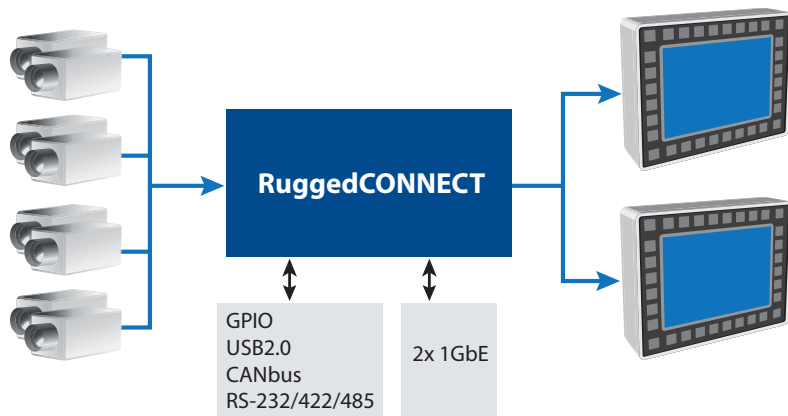 RuggedCONNECT
GPIO
USB2.0
CANbus
RS-232/422/485
2x 1GbE